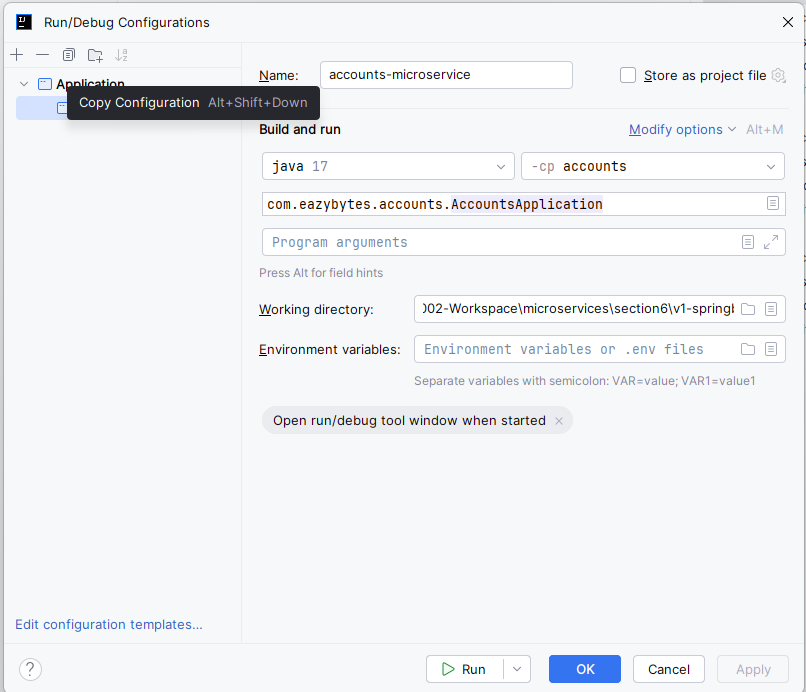 Run/Debug Configurations
Application
Copy Configuration Alt+Shift+Down
Name: accounts-microservice
Store as project file
Build and run
Modify options Alt+M
java 17
-cp accounts
com.eazybytes.accounts.AccountsApplication
Program arguments
Press Alt for field hints
Working directory: 002-Workspace\microservices\section6\v1-springb
Environment variables: Environment variables or .env files
Separate variables with semicolon: VAR=value; VAR1=value1
Open run/debug tool window when started
Edit configuration templates...
? Run OK Cancel Apply